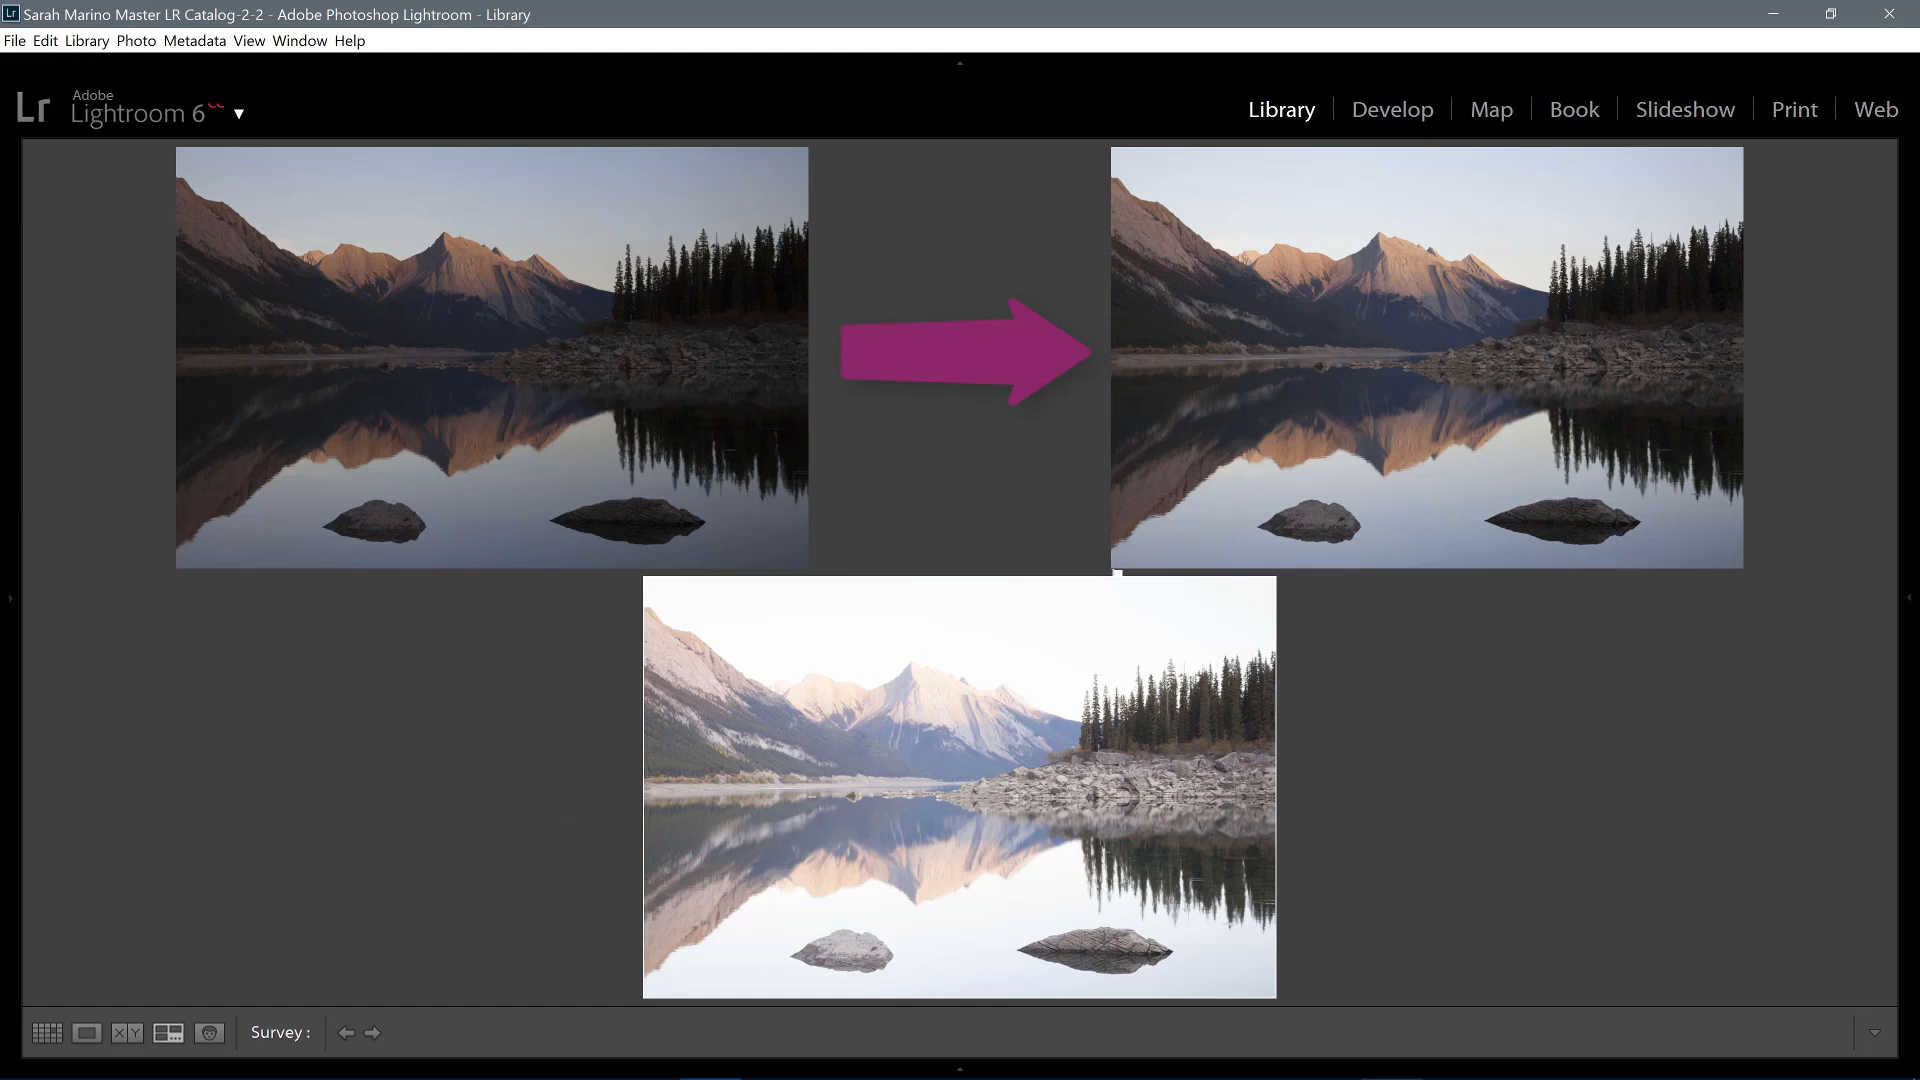 Lr Sarah Marino Master LR Catalog-2-2 - Adobe Photoshop Lightroom - Library
File Edit Library Photo Metadata View Window Help
Lr Adobe
Lightroom 6
Library Develop Map Book Slideshow Print Web
X Y
Survey :